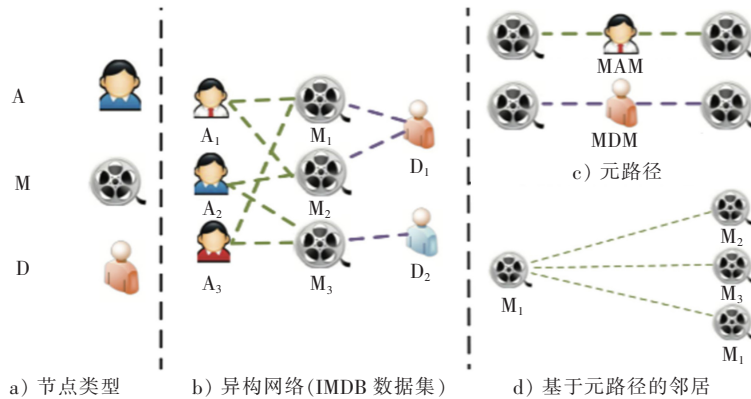 A
M
D
a）节点类型
A₁
A₂
A₃
M₁
M₂
M₃
D₁
D₂
b）异构网络(IMDB 数据集)
MAM
MDM
c）元路径
M₁
M₂
M₃
M₁
d）基于元路径的邻居